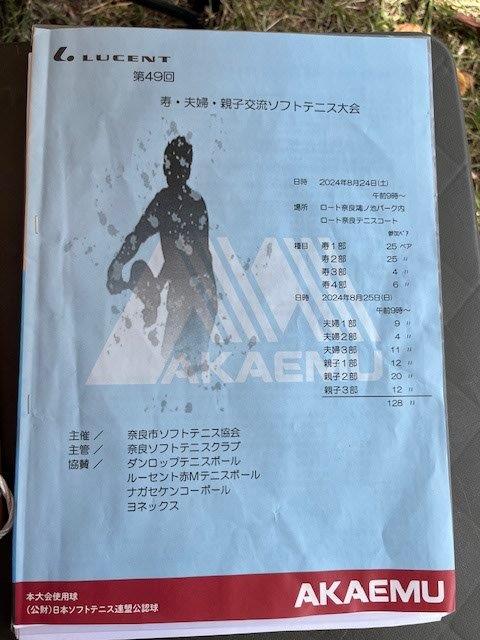 LUCENT
第49回
寿・夫婦・親子交流ソフトテニス大会
日時 2024年8月24日(土)
午前9時～
場所 ロート奈良鴻ノ池パーク内
ロート奈良テニスコート
参加ペア
種目 寿1部 25 ペア
寿2部 25 〃
寿3部 4 〃
寿4部 6 〃
日時 2024年8月25日(日)
午前9時～
夫婦1部 9 〃
夫婦2部 4 〃
夫婦3部 11 〃
親子1部 12 〃
親子2部 20 〃
親子3部 12 〃
128 〃
AKAEMU
主催／ 奈良市ソフトテニス協会
主管／ 奈良ソフトテニスクラブ
協賛／ ダンロップテニスボール
ルーセント赤Mテニスボール
ナガセケンコーボール
ヨネックス
本大会使用球
(公財)日本ソフトテニス連盟公認球
AKAEMU